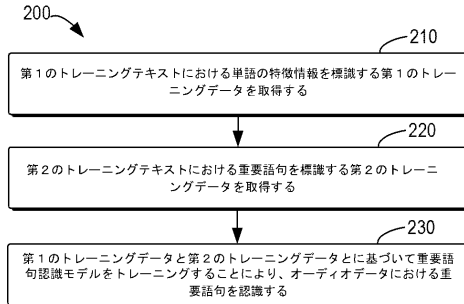 200
210
第１のトレーニングテキストにおける単語の特徴情報を標識する第１のトレー
ニングデータを取得する
220
第２のトレーニングテキストにおける重要語句を標識する第２のトレーニ
ングデータを取得する
230
第１のトレーニングデータと第２のトレーニングデータとに基づいて重要語
句認識モデルをトレーニングすることにより、オーディオデータにおける重
要語句を認識する